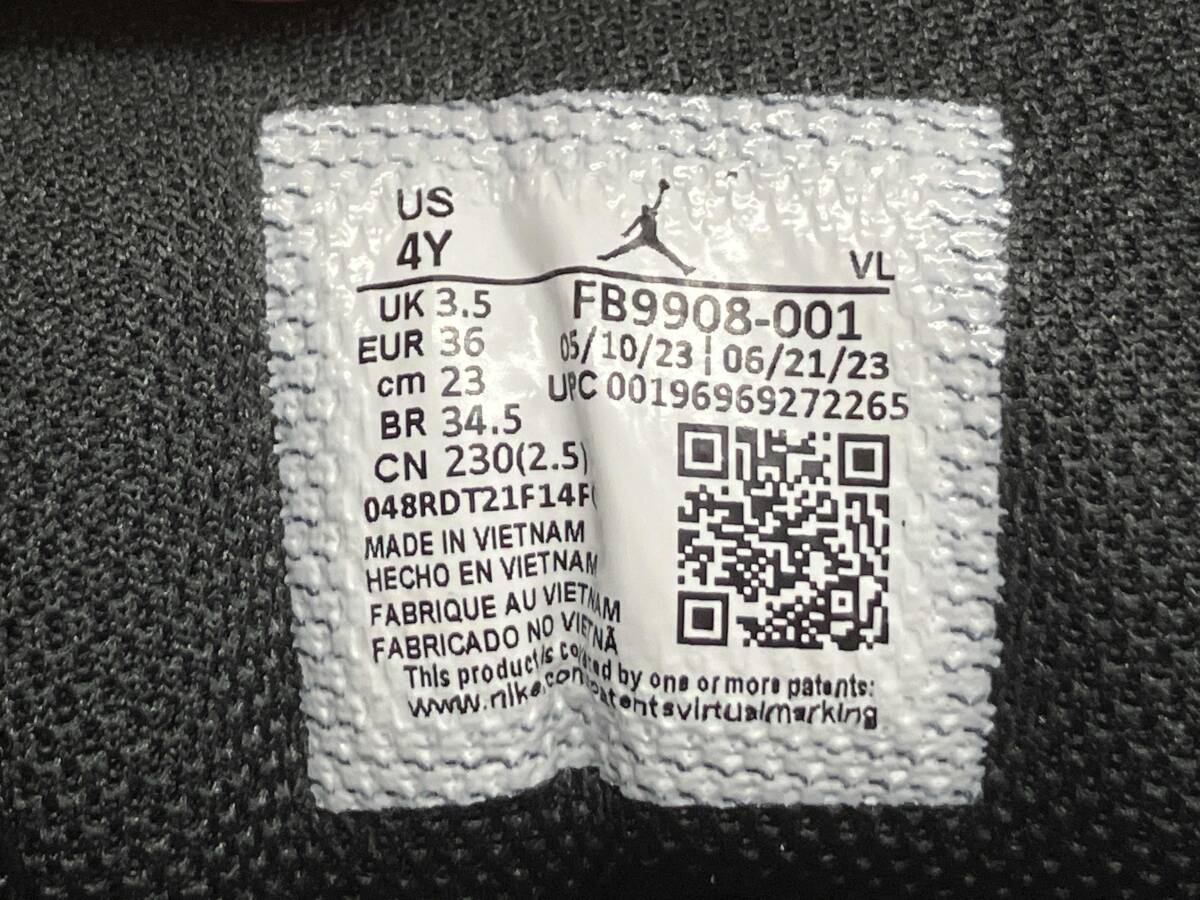 US
4Y
VL
UK 3.5
EUR 36
cm 23
BR 34.5
CN 230(2.5)
FB9908-001
05/10/23 | 06/21/23
UPC 00196969272265
048RDT21F14F
MADE IN VIETNAM
HECHO EN VIETNAM
FABRIQUE AU VIETNAM
FABRICADO NO VIETNÃ
This product is covered by one or more patents:
www.nike.com/patentsvirtualmarking